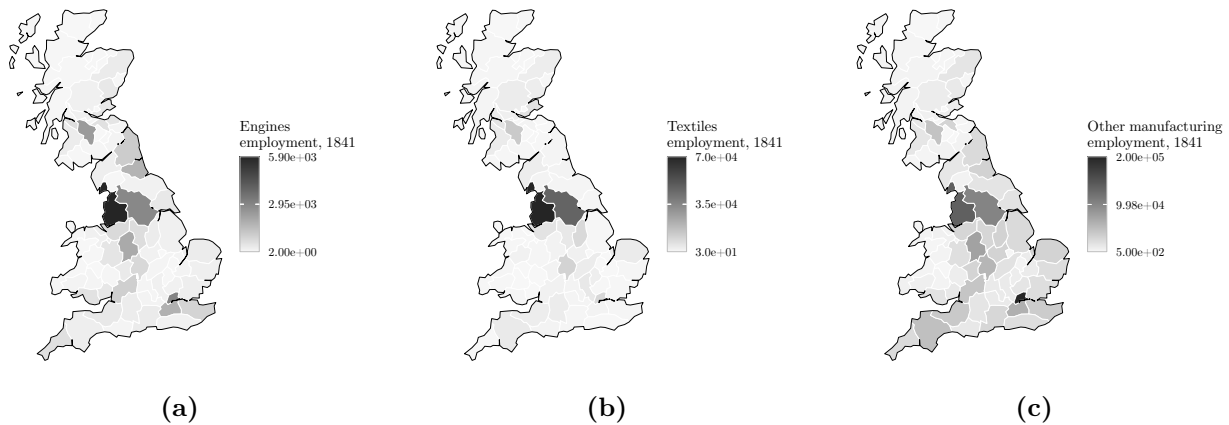 Engines
employment, 1841
5.90e+03
2.95e+03
2.00e+00
(a)
Textiles
employment, 1841
7.0e+04
3.5e+04
3.0e+01
(b)
Other manufacturing
employment, 1841
2.00e+05
9.98e+04
5.00e+02
(c)